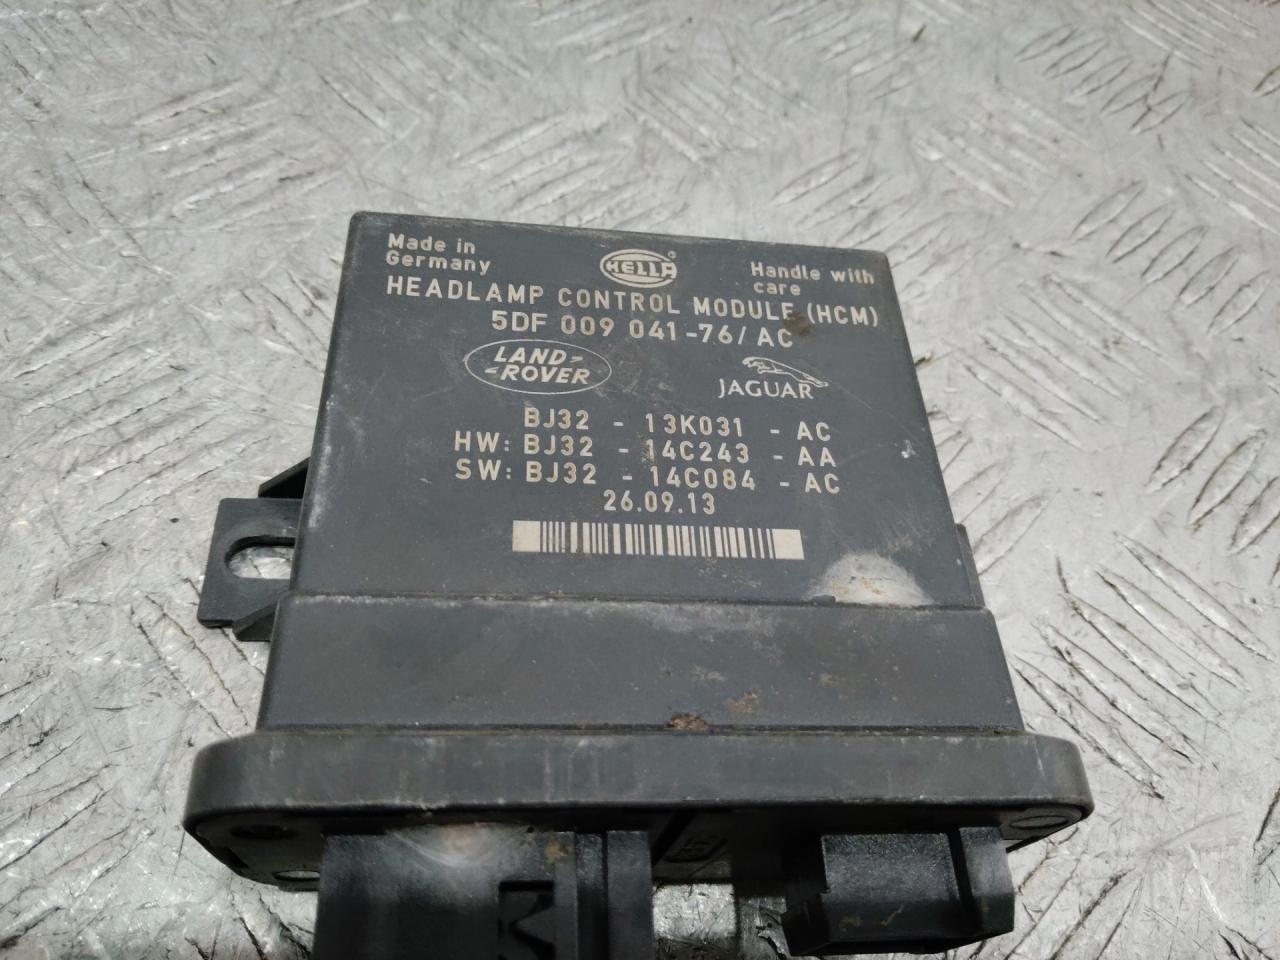 Made in
Germany
HELLA
Handle with
care
HEADLAMP CONTROL MODULE (HCM)
5DF 009 041-76/AC
LAND-
-ROVER
JAGUAR
BJ32 - 13K031 - AC
HW: BJ32 - 14C243 - AA
SW: BJ32 - 14C084 - AC
26.09.13